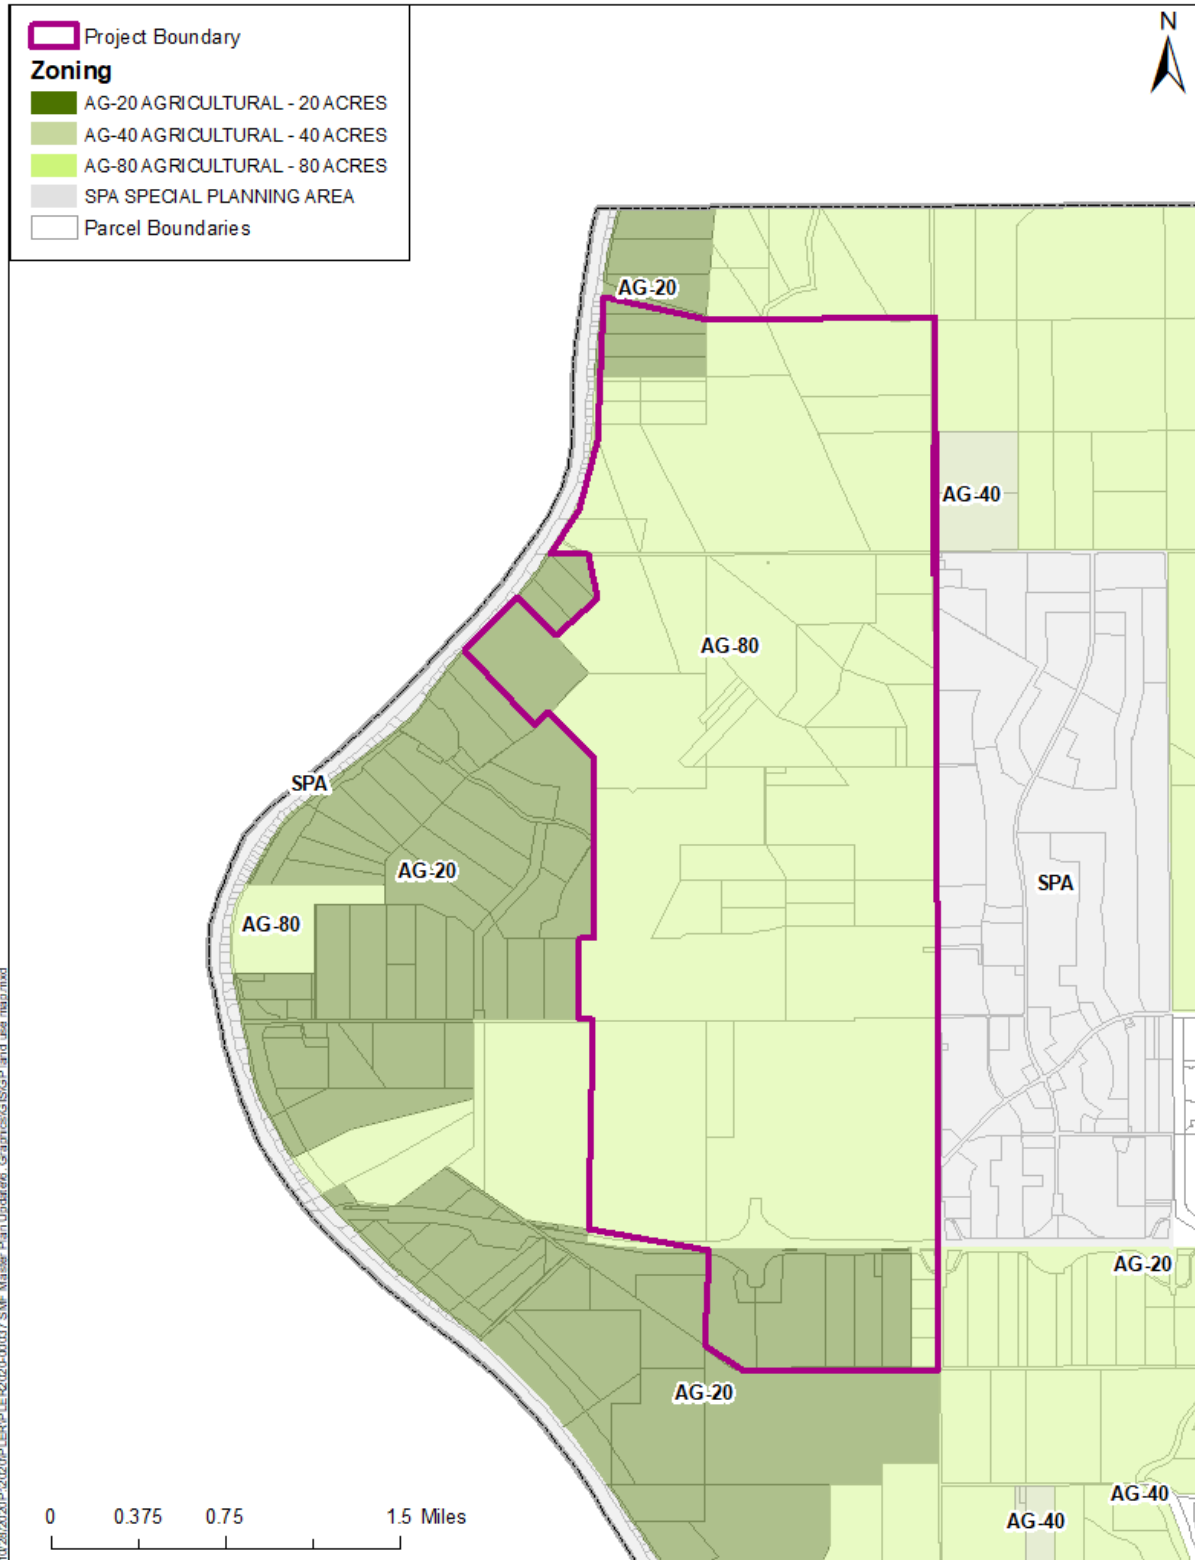 Project Boundary
Zoning
AG-20 AGRICULTURAL - 20 ACRES
AG-40 AGRICULTURAL - 40 ACRES
AG-80 AGRICULTURAL - 80 ACRES
SPA SPECIAL PLANNING AREA
Parcel Boundaries
N
AG-20
AG-40
AG-80
SPA
AG-20
SPA
AG-80
AG-20
AG-20
AG-40
AG-40
0 0.375 0.75 1.5 Miles